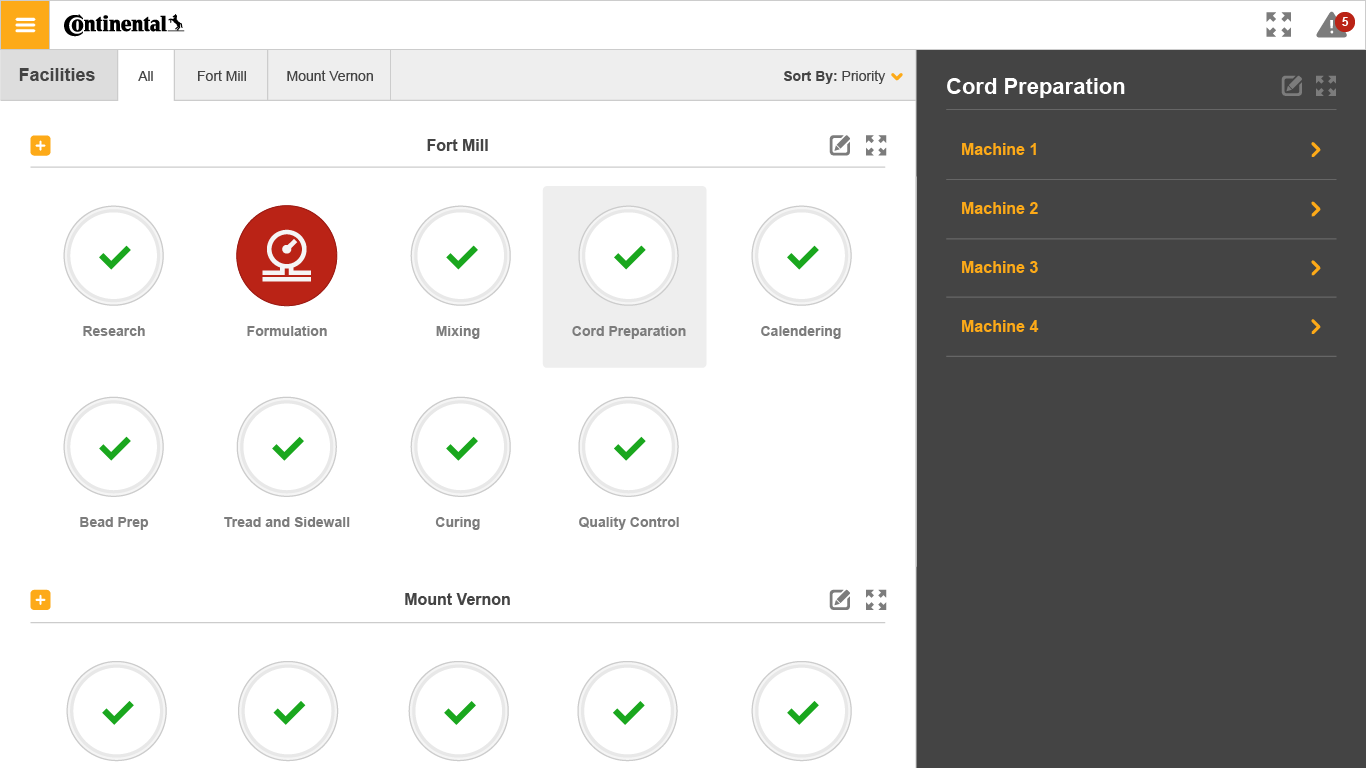 Continental
5
Facilities
All
Fort Mill
Mount Vernon
Sort By: Priority
Fort Mill
Research
Formulation
Mixing
Cord Preparation
Calendering
Bead Prep
Tread and Sidewall
Curing
Quality Control
Mount Vernon
Cord Preparation
Machine 1
Machine 2
Machine 3
Machine 4